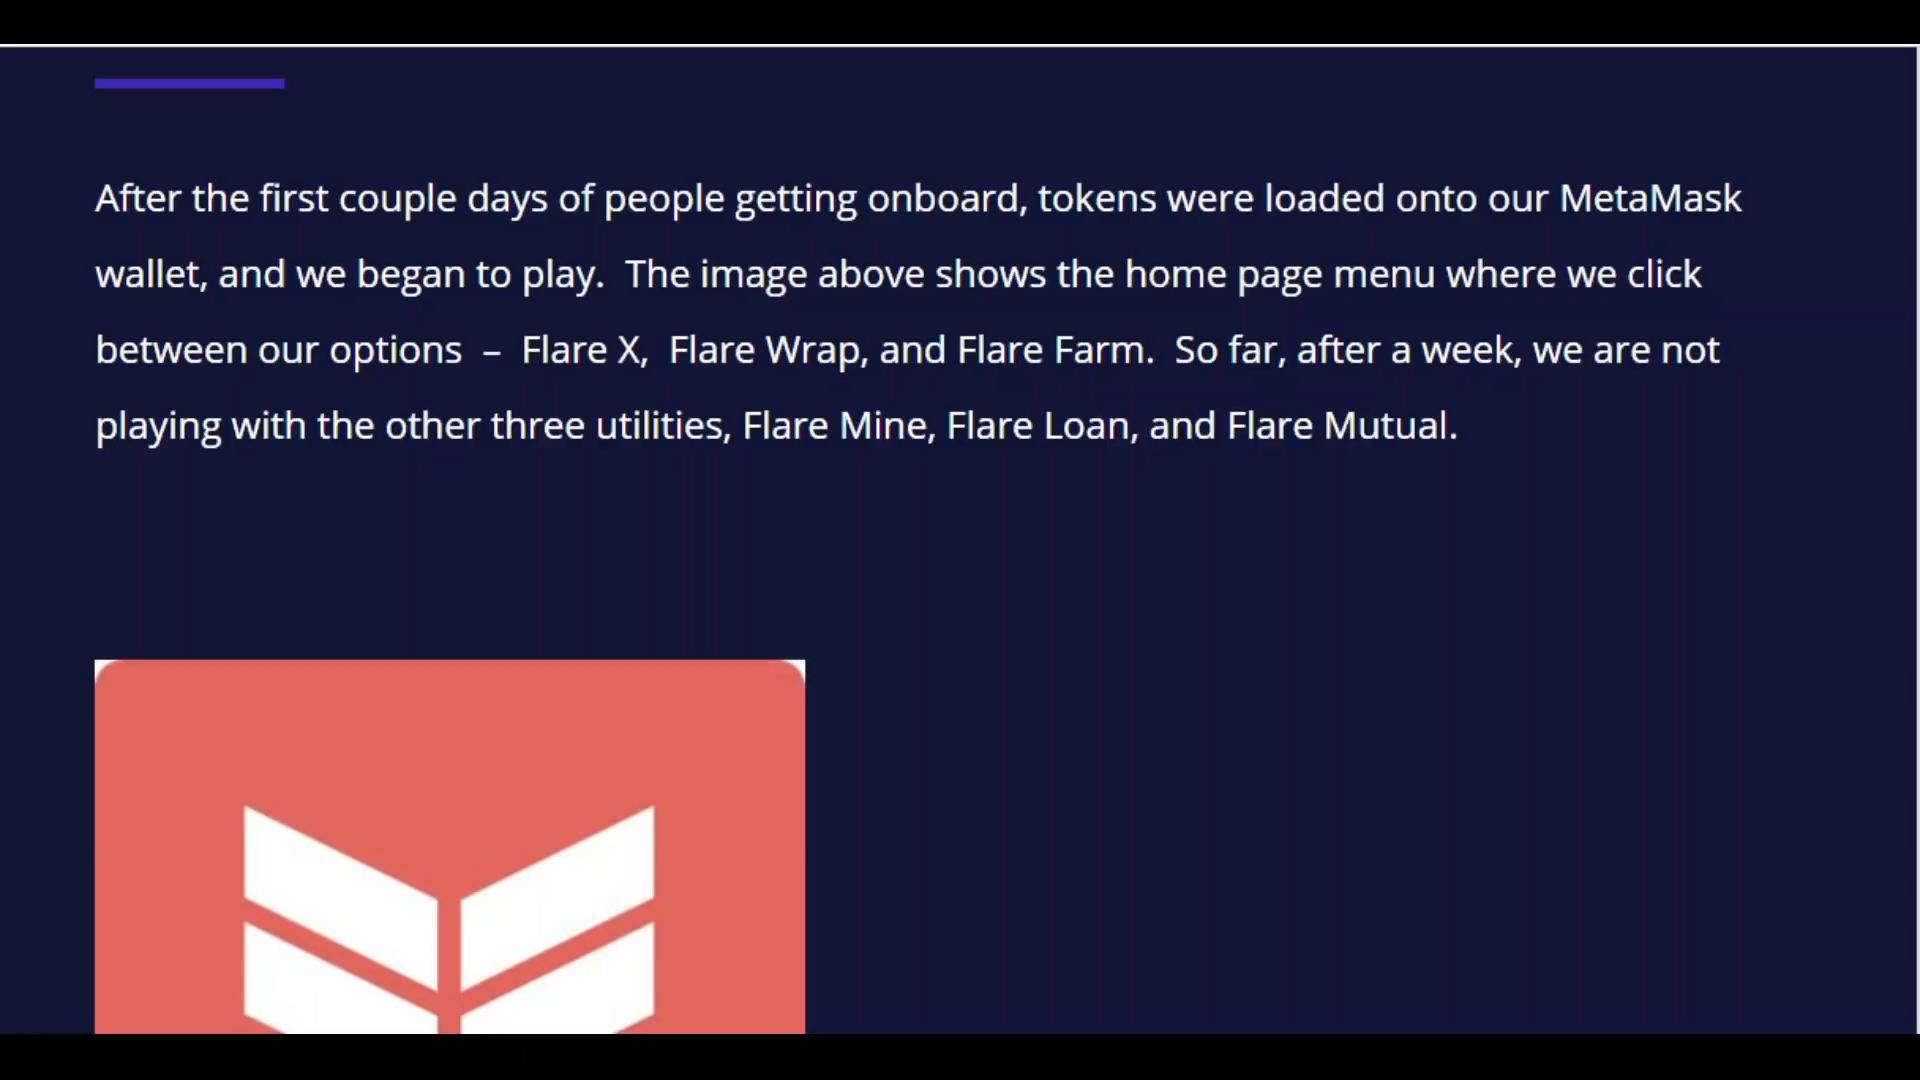 After the first couple days of people getting onboard, tokens were loaded onto our MetaMask
wallet, and we began to play.  The image above shows the home page menu where we click
between our options  –  Flare X,  Flare Wrap, and Flare Farm.  So far, after a week, we are not
playing with the other three utilities, Flare Mine, Flare Loan, and Flare Mutual.